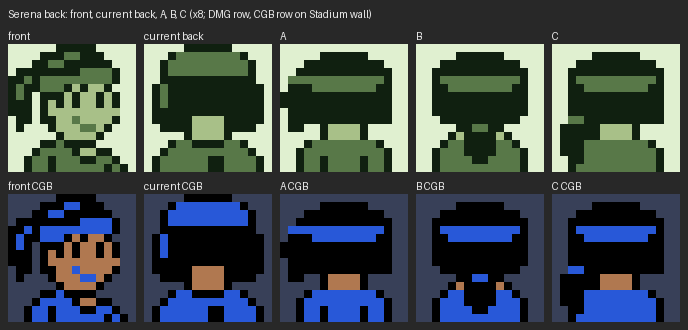 Serena back: front, current back, A, B, C (x8; DMG row, CGB row on Stadium wall)
front current back A B C
front CGB current CGB A CGB B CGB C CGB